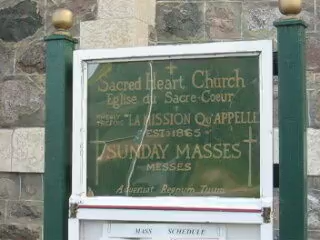 Sacred Heart Church
Eglise du Sacre-Coeur
"LA MISSION QU'APPELLE
ESTD 1865
SUNDAY MASSES
MESSES
Adveniat Regnum Tuum
MASS SCHEDULE